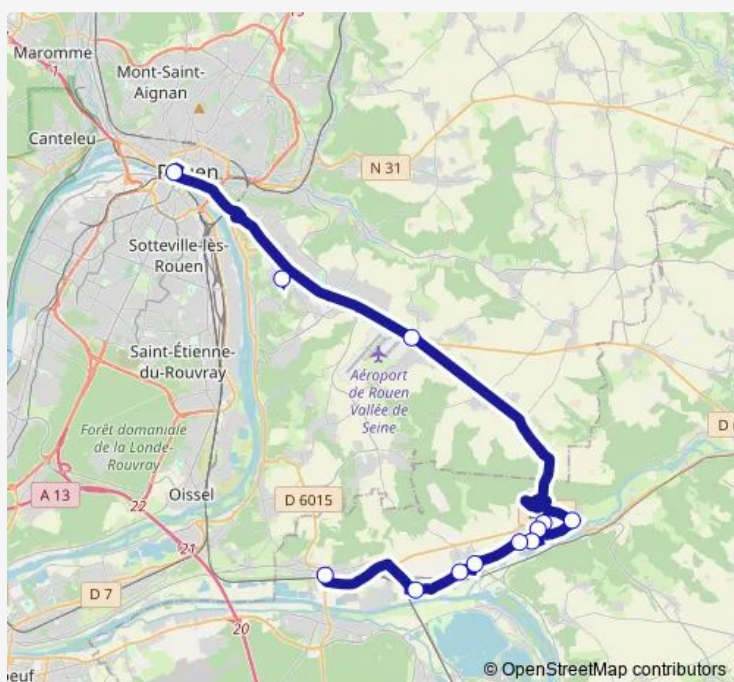 Maromme
Mont-Saint-
Aignan
Canteleu
N 31
Sotteville-lès-
Rouen
Saint-Étienne-
du-Rouvray
Aéroport
de Rouen
Vallée de
Seine
Forêt domaniale
de la Londe-
Rouvray
A 13
22
Oissel
D 6015
21
D 7
20
© OpenStreetMap contributors